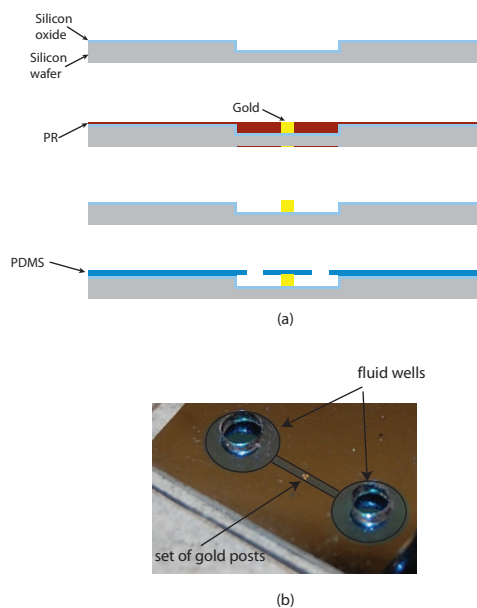 Silicon
oxide
Silicon
wafer
Gold
PR
PDMS
(a)
fluid wells
set of gold posts
(b)